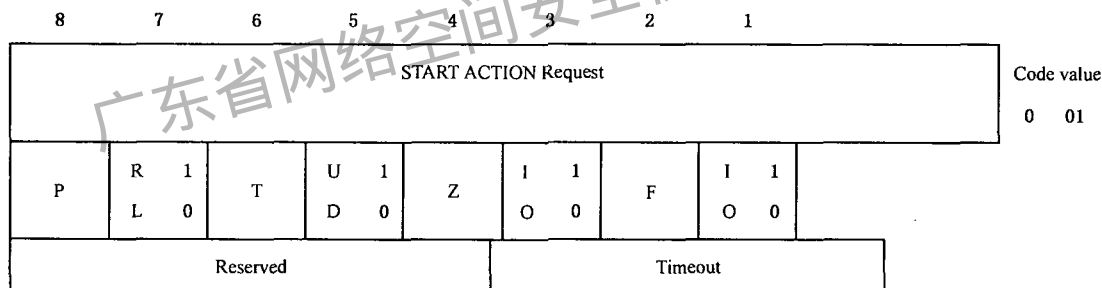 8 7 6 5 4 3 2 1
START ACTION Request
Code value
0 01
P R 1 T U 1 Z I 1 F I 1
L 0 D 0 O 0 O 0
Reserved Timeout
广东省网络空间安全